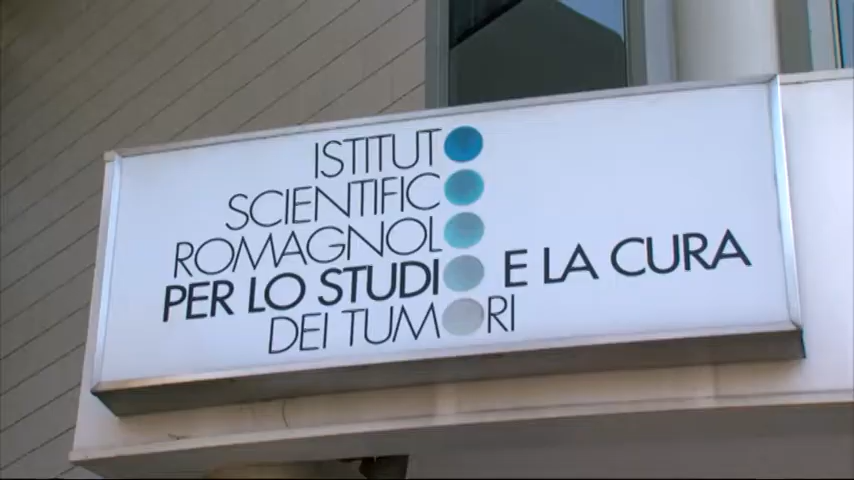 ISTITUTO
SCIENTIFICO
ROMAGNOLO
PER LO STUDIO E LA CURA
DEI TUMORI